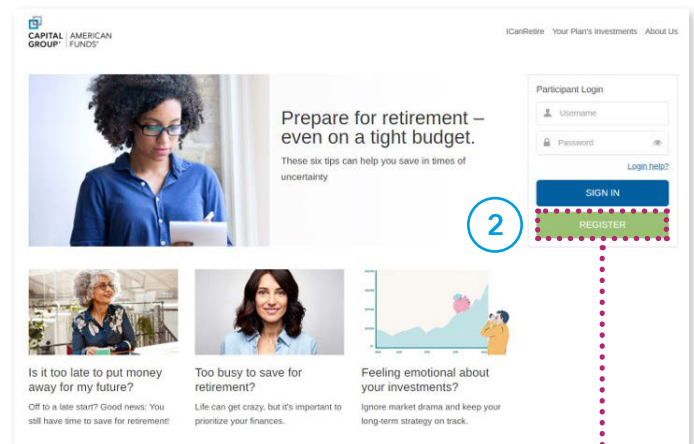 CAPITAL AMERICAN
GROUP® FUNDS®
ICanRetire Your Plan's Investments About Us
Prepare for retirement –
even on a tight budget.
These six tips can help you save in times of
uncertainty
Participant Login
Username
Password
Login help?
SIGN IN
2
REGISTER
Is it too late to put money
away for my future?
Off to a late start? Good news: You
still have time to save for retirement!
Too busy to save for
retirement?
Life can get crazy, but it's important to
prioritize your finances.
Feeling emotional about
your investments?
Ignore market drama and keep your
long-term strategy on track.